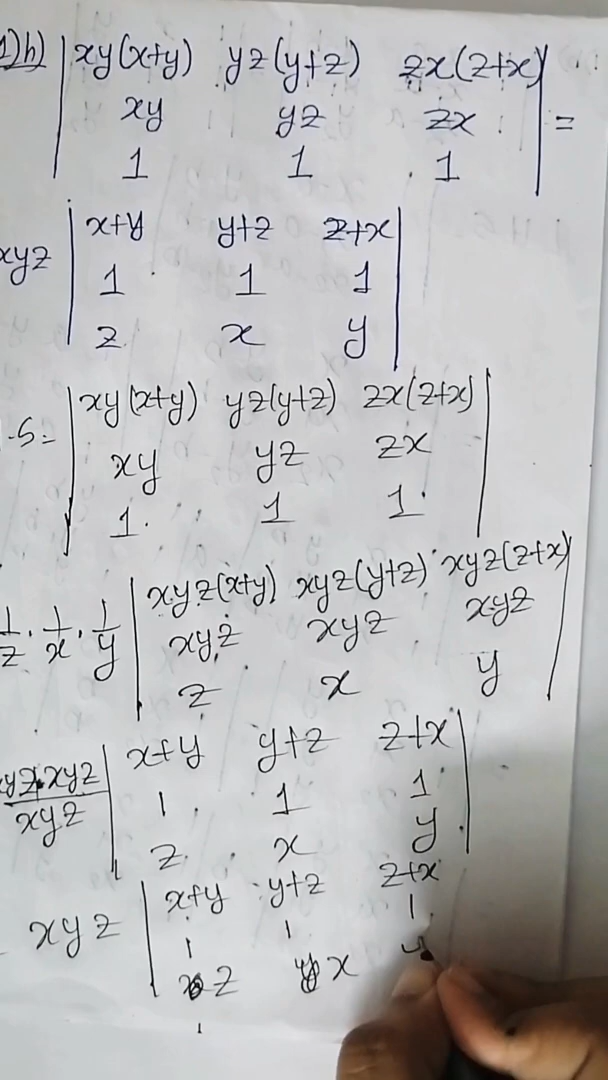 1)h) | xy(x+y) yz(y+z) zx(z+x) |
xy yz zx =
1 1 1
| x+y y+z z+x |
xyz 1 1 1
z x y
.S= | xy(x+y) yz(y+z) zx(z+x) |
xy yz zx
1 1 1
| xyz(x+y) xyz(y+z) xyz(z+x) |
1/z . 1/x . 1/y xyz xyz xyz
z x y
| x+y y+z z+x |
yz.xyz/xyz 1 1 1
z x y
| x+y y+z z+x
xyz 1 1 1
z x y